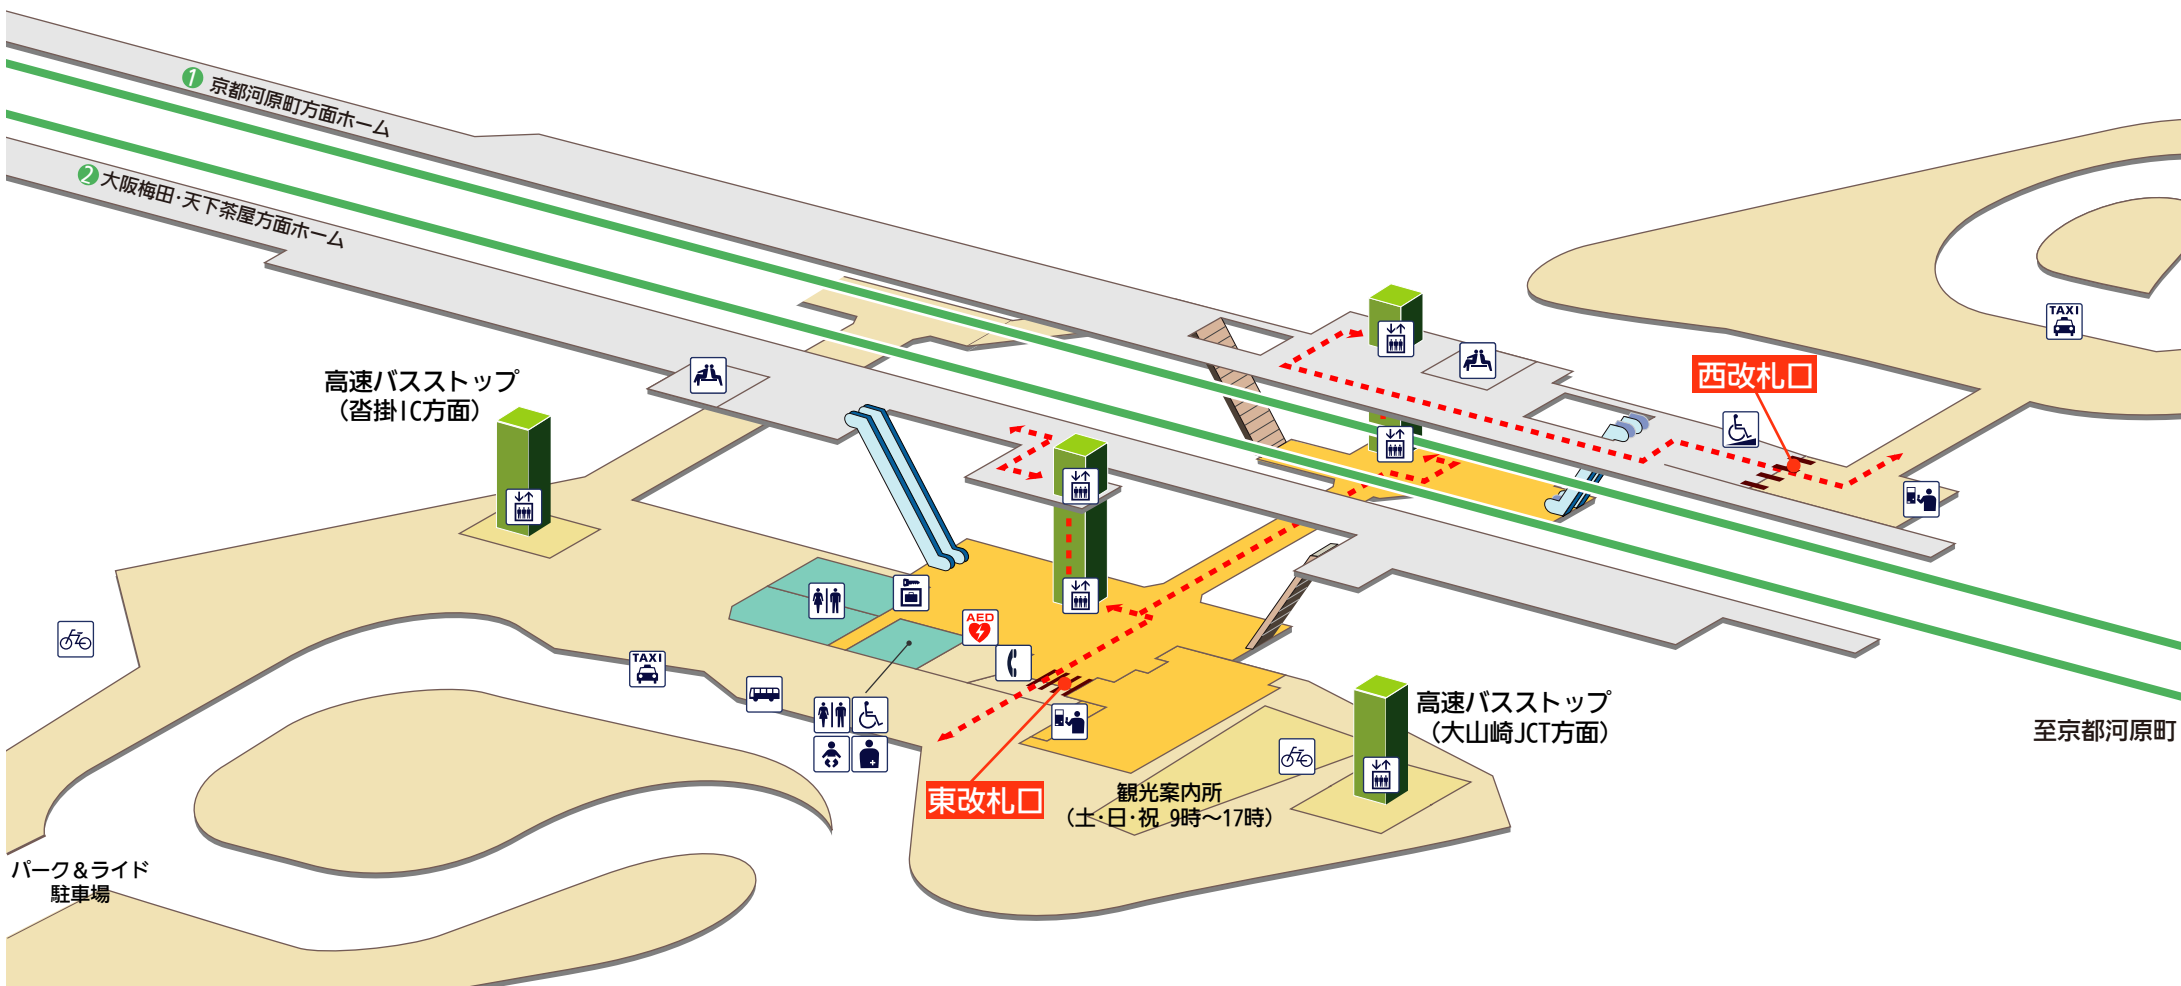 1 京都河原町方面ホーム
2 大阪梅田・天下茶屋方面ホーム
高速バスストップ
（沓掛IC方面）
西改札口
TAXI
AED
TAXI
高速バスストップ
（大山崎JCT方面）
至京都河原町
東改札口
観光案内所
（土・日・祝 9時～17時）
パーク＆ライド
駐車場